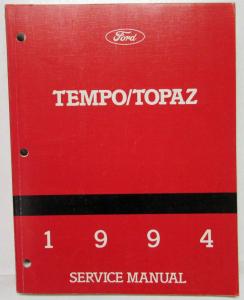 Ford
TEMPO/TOPAZ
1 9 9 4
SERVICE MANUAL